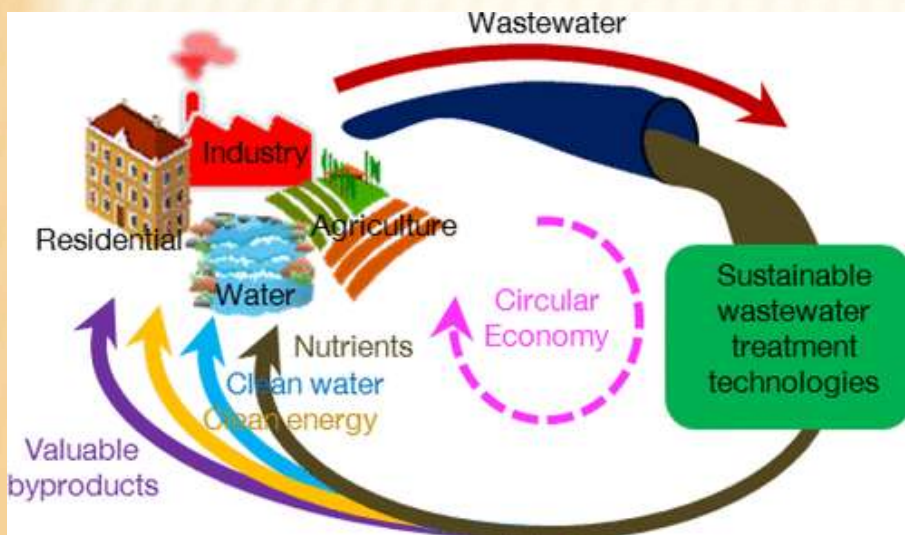 Wastewater
Industry
Residential
Agriculture
Water
Circular
Economy
Sustainable
wastewater
treatment
technologies
Nutrients
Clean water
Clean energy
Valuable
byproducts